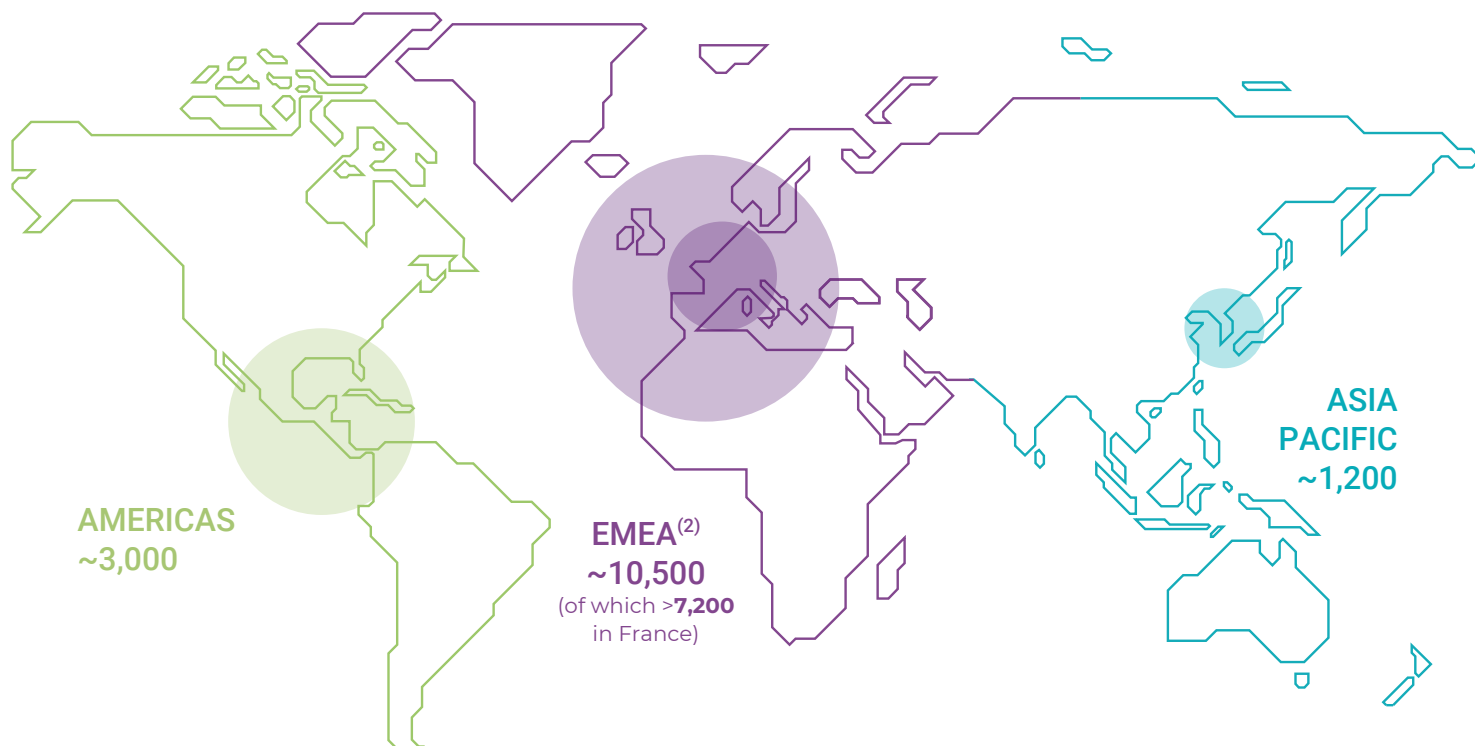 AMERICAS
~3,000
EMEA(2)
~10,500
(of which >7,200
in France)
ASIA
PACIFIC
~1,200